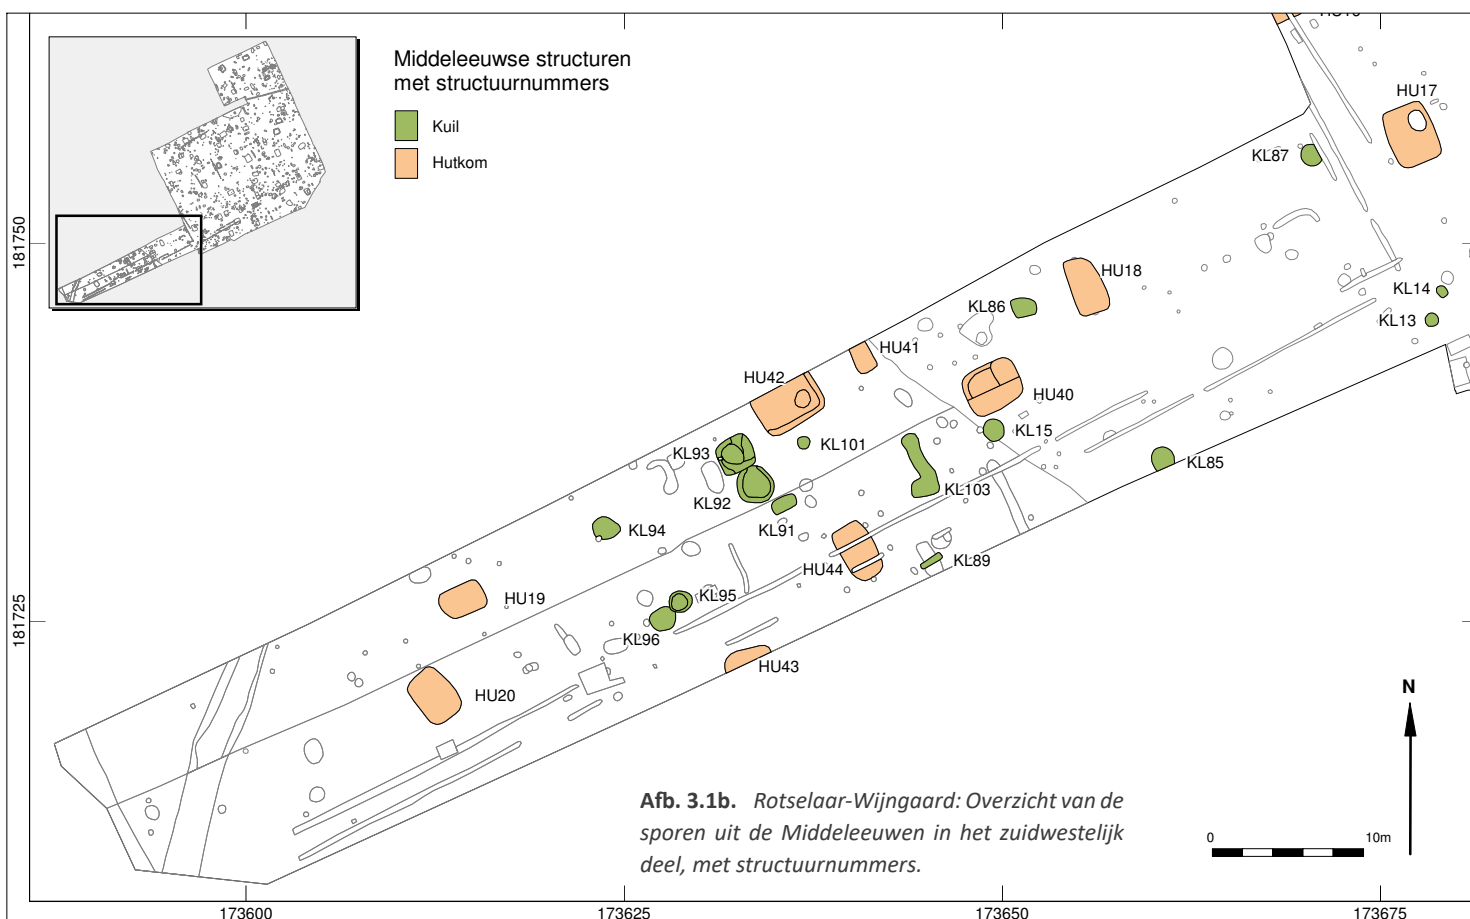 Middeleeuwse structuren
met structuurnummers
Kuil
Hutkom
HU17
KL87
181750
HU18
KL14
KL86
KL13
HU41
HU42
HU40
KL15
KL101
KL93
KL85
KL103
KL92
KL91
KL94
KL89
HU44
HU19
KL95
181725
KL96
HU43
HU20
N
Afb. 3.1b. Rotselaar-Wijngaard: Overzicht van de
sporen uit de Middeleeuwen in het zuidwestelijk
deel, met structuurnummers.
0 10m
173600 173625 173650 173675